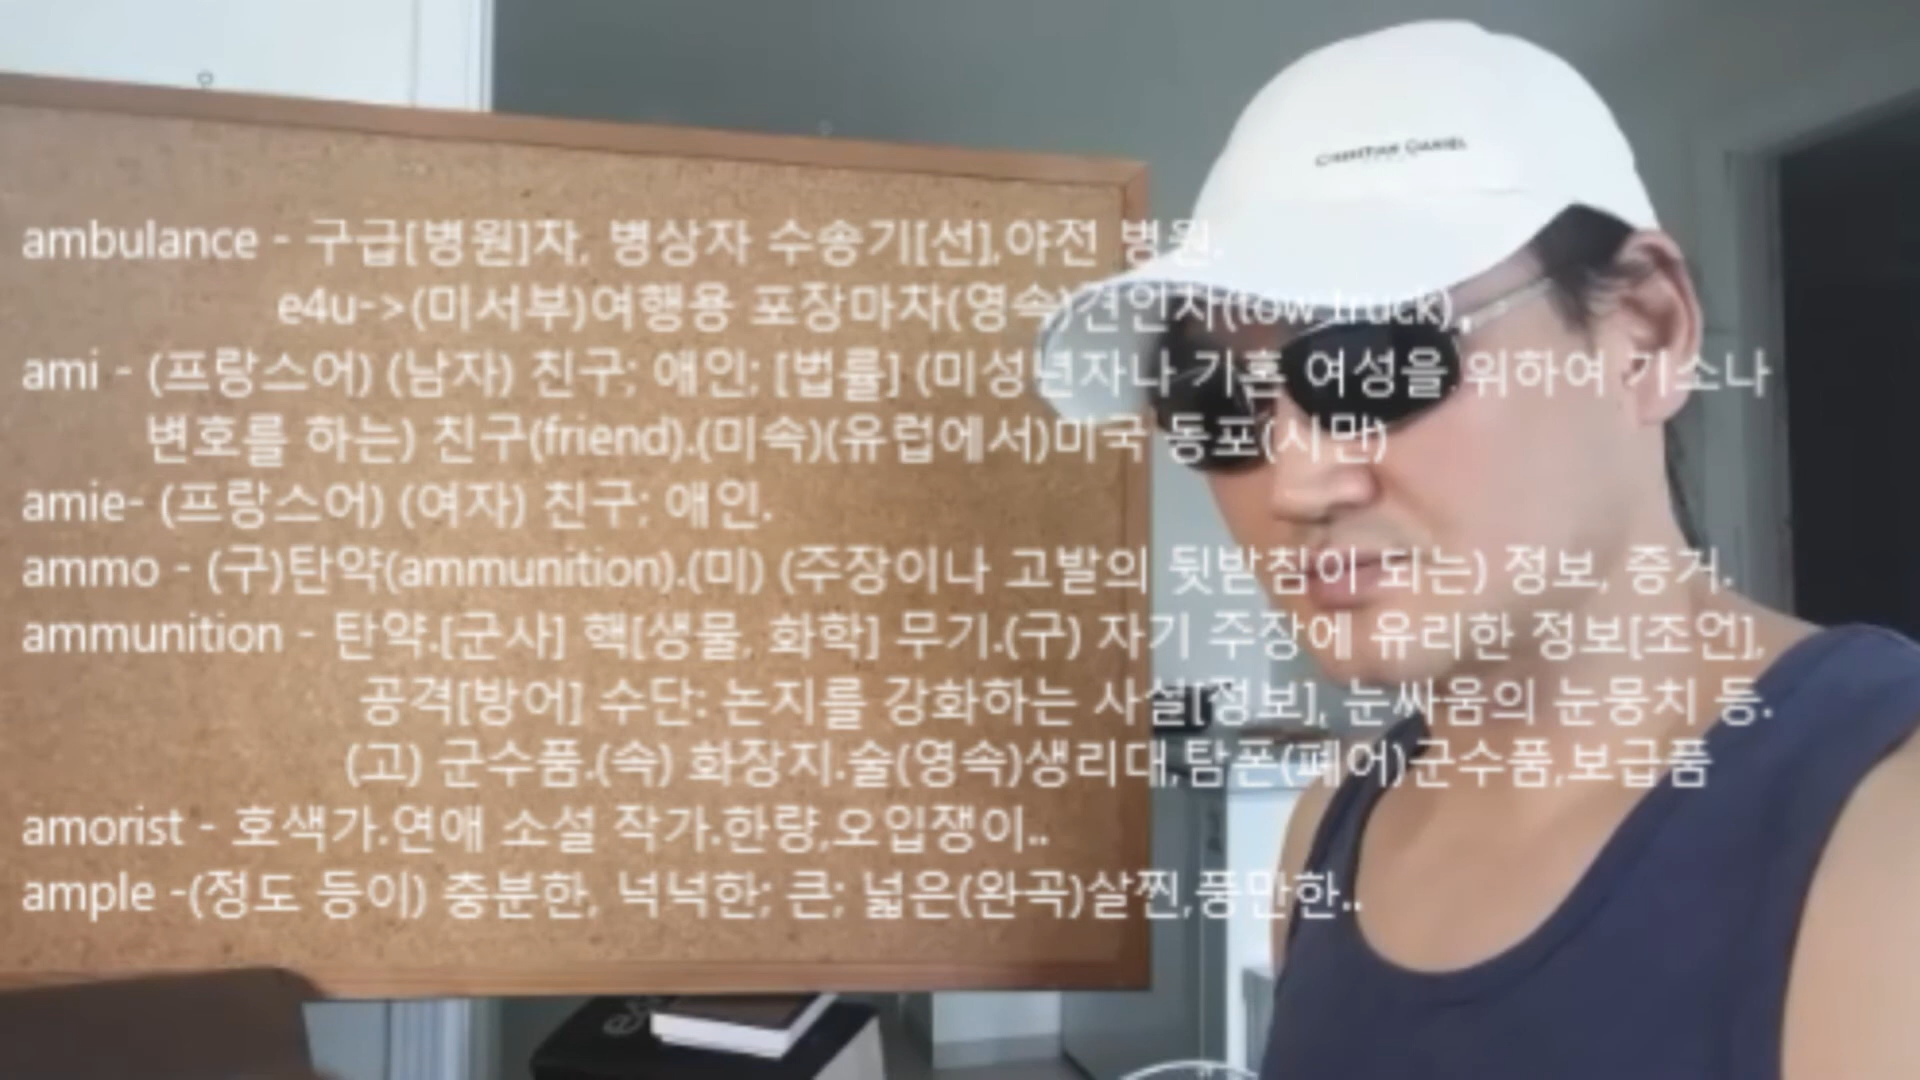 CHRISTIAN DANIEL
ambulance - 구급[병원]차, 병상자 수송기[선],야전 병원.
e4u->(미서부)여행용 포장마차(영속)견인차(tow truck),
ami - (프랑스어) (남자) 친구; 애인; [법률] (미성년자나 기혼 여성을 위하여 기소나
변호를 하는) 친구(friend).(미속)(유럽에서)미국 동포(시만)
amie- (프랑스어) (여자) 친구; 애인.
ammo - (구)탄약(ammunition).(미) (주장이나 고발의 뒷받침이 되는) 정보, 증거.
ammunition - 탄약.[군사] 핵[생물, 화학] 무기.(구) 자기 주장에 유리한 정보[조언],
공격[방어] 수단: 논지를 강화하는 사설[정보], 눈싸움의 눈뭉치 등.
(고) 군수품.(속) 화장지.술(영속)생리대,탐폰(폐어)군수품,보급품
amorist - 호색가.연애 소설 작가.한량,오입쟁이..
ample -(정도 등이) 충분한, 넉넉한; 큰; 넓은(완곡)살찐,풍만한..